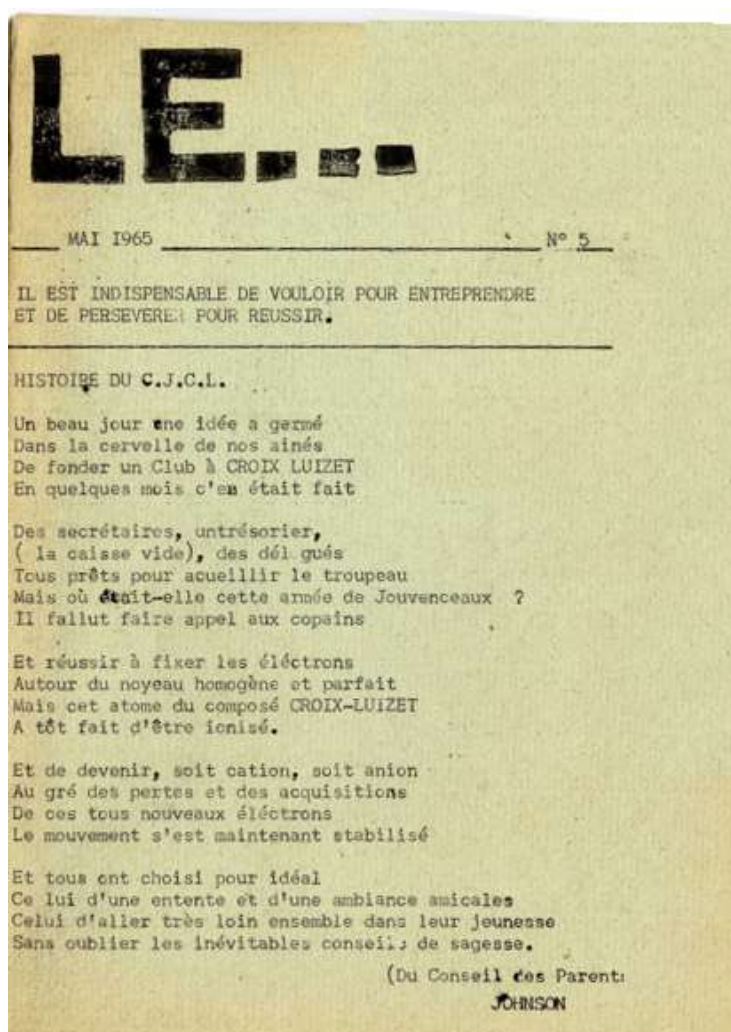 LE...
MAI I965 N° 5
IL EST INDISPENSABLE DE VOULOIR POUR ENTREPRENDRE
ET DE PERSEVERER POUR REUSSIR.
HISTOIRE DU C.J.C.L.
Un beau jour une idée a germé
Dans la cervelle de nos ainés
De fonder un Club à CROIX LUIZET
En quelques mois c'en était fait
Des secrétaires, untrésorier,
( la caisse vide), des dél gués
Tous prêts pour acueillir le troupeau
Mais où était-elle cette armée de Jouvenceaux ?
Il fallut faire appel aux copains
Et réussir à fixer les éléctrons
Autour du noyeau homogène et parfait
Mais cet atome du composé CROIX-LUIZET
A tôt fait d'être ionisé.
Et de devenir, soit cation, soit anion
Au gré des pertes et des acquisitions
De ces tous nouveaux éléctrons
Le mouvement s'est maintenant stabilisé
Et tous ont choisi pour idéal
Ce lui d'une entente et d'une ambiance amicales
Celui d'aller très loin ensemble dans leur jeunesse
Sans oublier les inévitables conseils de sagesse.
(Du Conseil des Parents
JOHNSON